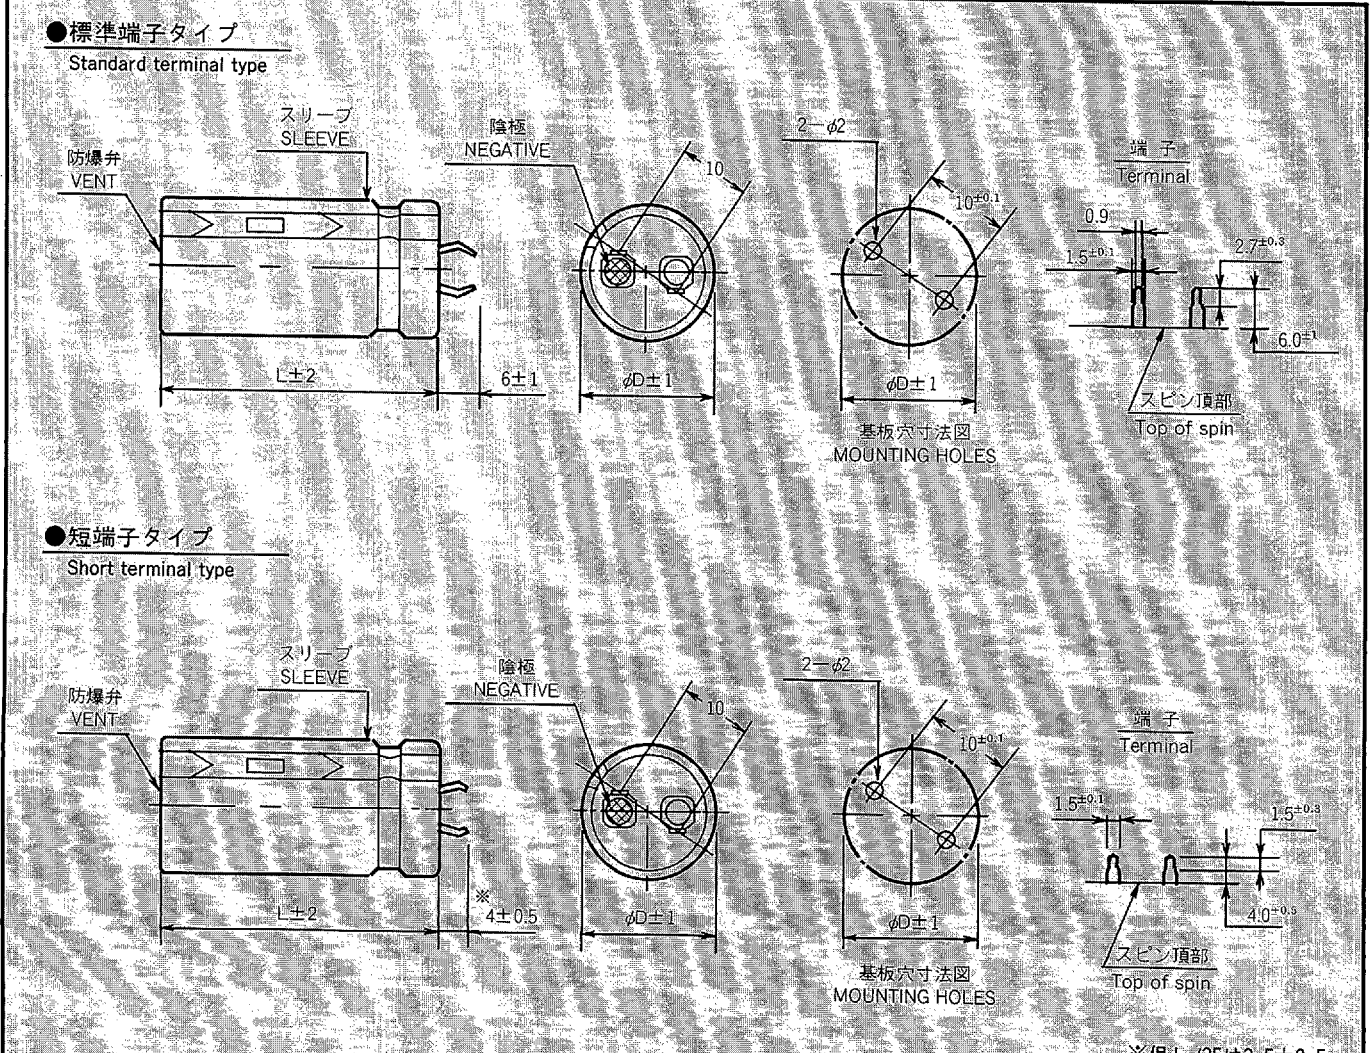 ●標準端子タイプ
Standard terminal type
スリーブ
SLEEVE
防爆弁
VENT
陰極
NEGATIVE
10
2-φ2
10±0.1
端 子
Terminal
0.9
1.5±0.1
2.7±0.3
6.0±1
L±2
6±1
φD±1
φD±1
スピン頂部
Top of spin
基板穴寸法図
MOUNTING HOLES
●短端子タイプ
Short terminal type
スリーブ
SLEEVE
防爆弁
VENT
陰極
NEGATIVE
10
2-φ2
10±0.1
端 子
Terminal
1.5±0.1
1.5±0.3
4.0±0.5
L±2
※
4±0.5
φD±1
φD±1
スピン頂部
Top of spin
基板穴寸法図
MOUNTING HOLES